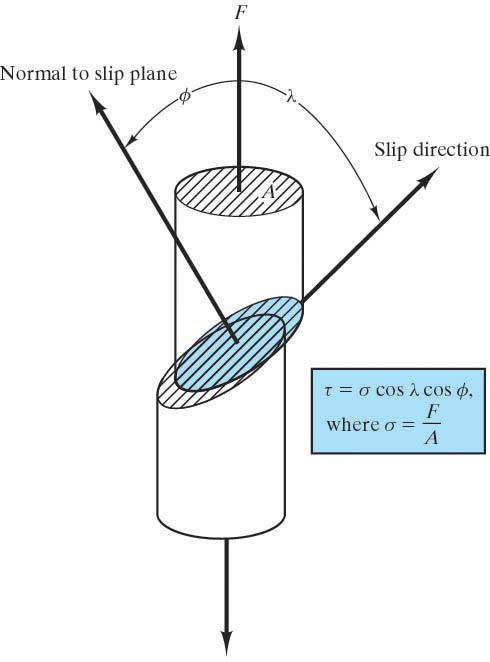 F
Normal to slip plane
ϕ
λ
Slip direction
A
τ = σ cos λ cos ϕ,
where σ = F/A